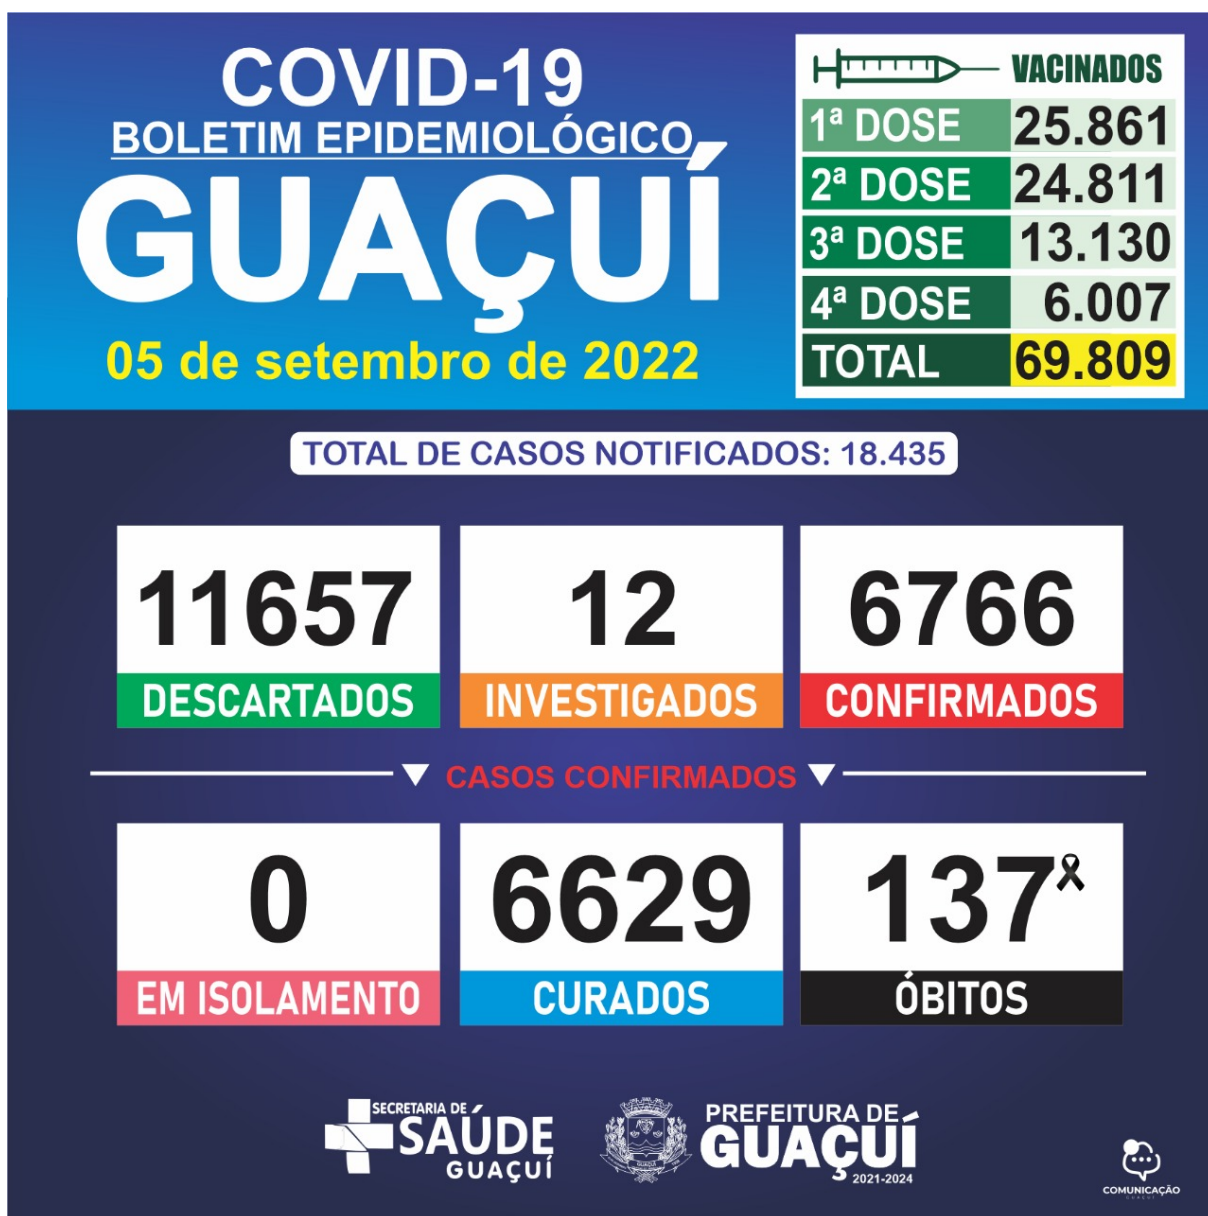 COVID-19
BOLETIM EPIDEMIOLÓGICO
GUAÇUÍ
05 de setembro de 2022
VACINADOS
1ª DOSE 25.861
2ª DOSE 24.811
3ª DOSE 13.130
4ª DOSE 6.007
TOTAL 69.809
TOTAL DE CASOS NOTIFICADOS: 18.435
11657
DESCARTADOS
12
INVESTIGADOS
6766
CONFIRMADOS
CASOS CONFIRMADOS
0
EM ISOLAMENTO
6629
CURADOS
137
ÓBITOS
SECRETARIA DE
SAÚDE
GUAÇUÍ
PREFEITURA DE
GUAÇUÍ
2021-2024
COMUNICAÇÃO